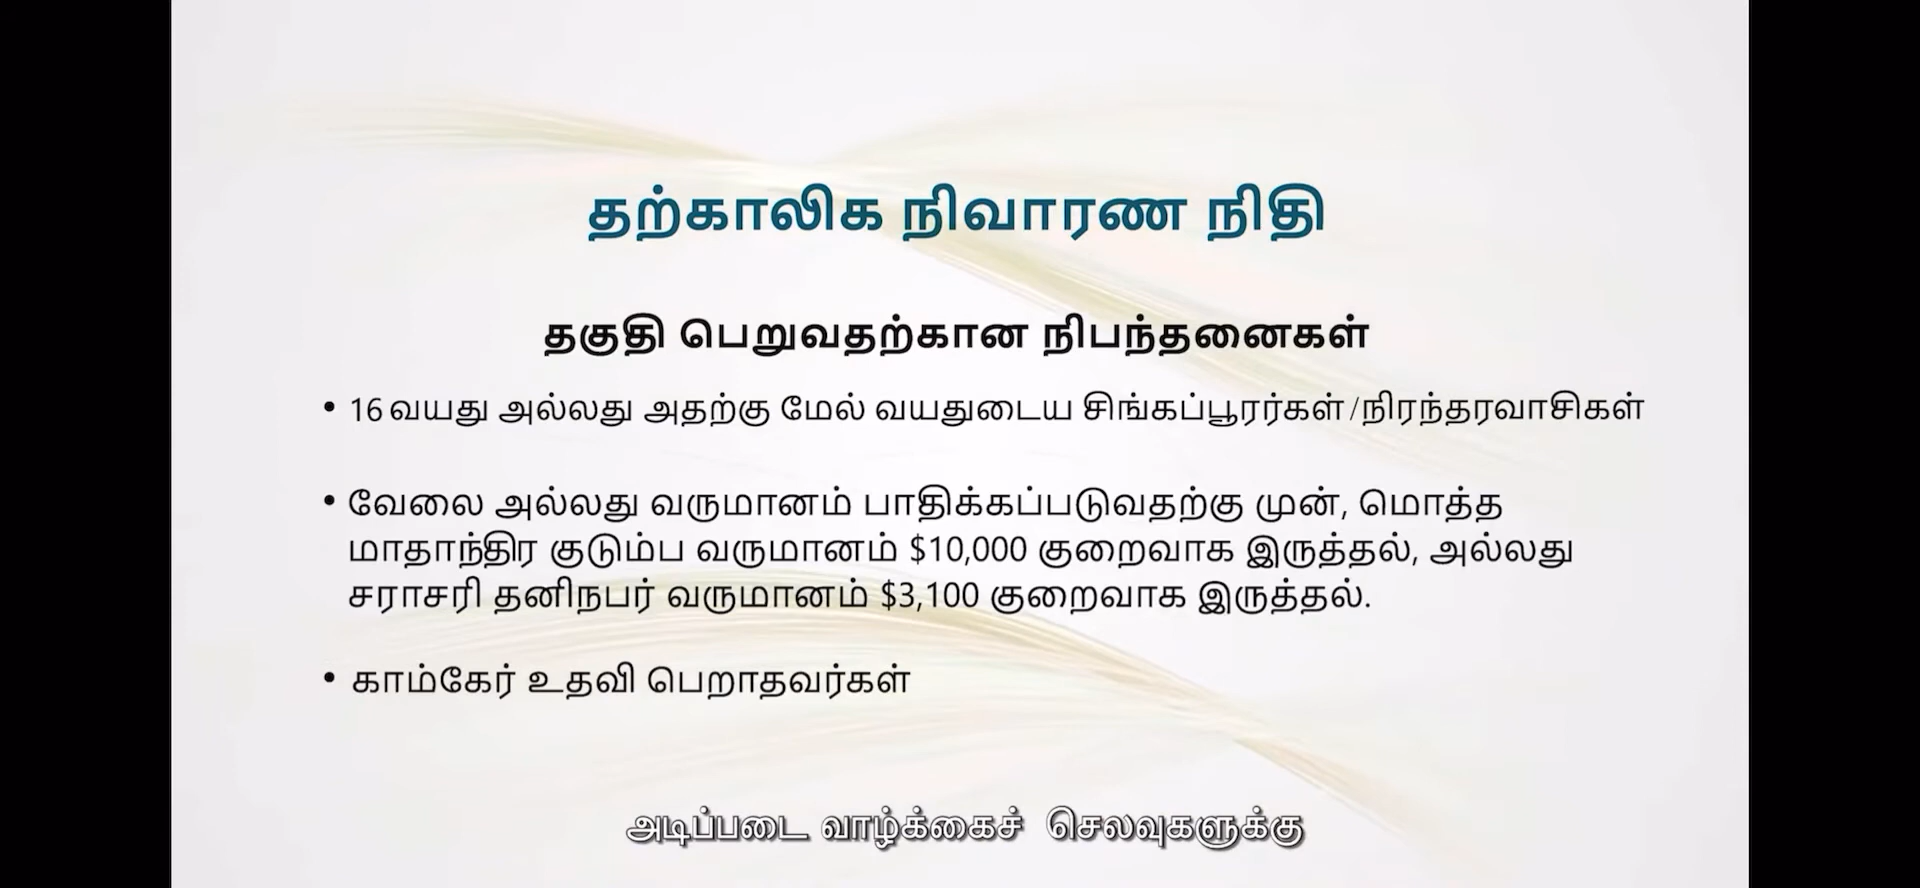 தற்காலிக நிவாரண நிதி
தகுதி பெறுவதற்கான நிபந்தனைகள்
• 16 வயது அல்லது அதற்கு மேல் வயதுடைய சிங்கப்பூரர்கள் /நிரந்தரவாசிகள்
• வேலை அல்லது வருமானம் பாதிக்கப்படுவதற்கு முன், மொத்த
மாதாந்திர குடும்ப வருமானம் $10,000 குறைவாக இருத்தல், அல்லது
சராசரி தனிநபர் வருமானம் $3,100 குறைவாக இருத்தல்.
• காம்கேர் உதவி பெறாதவர்கள்
அடிப்படை வாழ்க்கைச் செலவுகளுக்கு